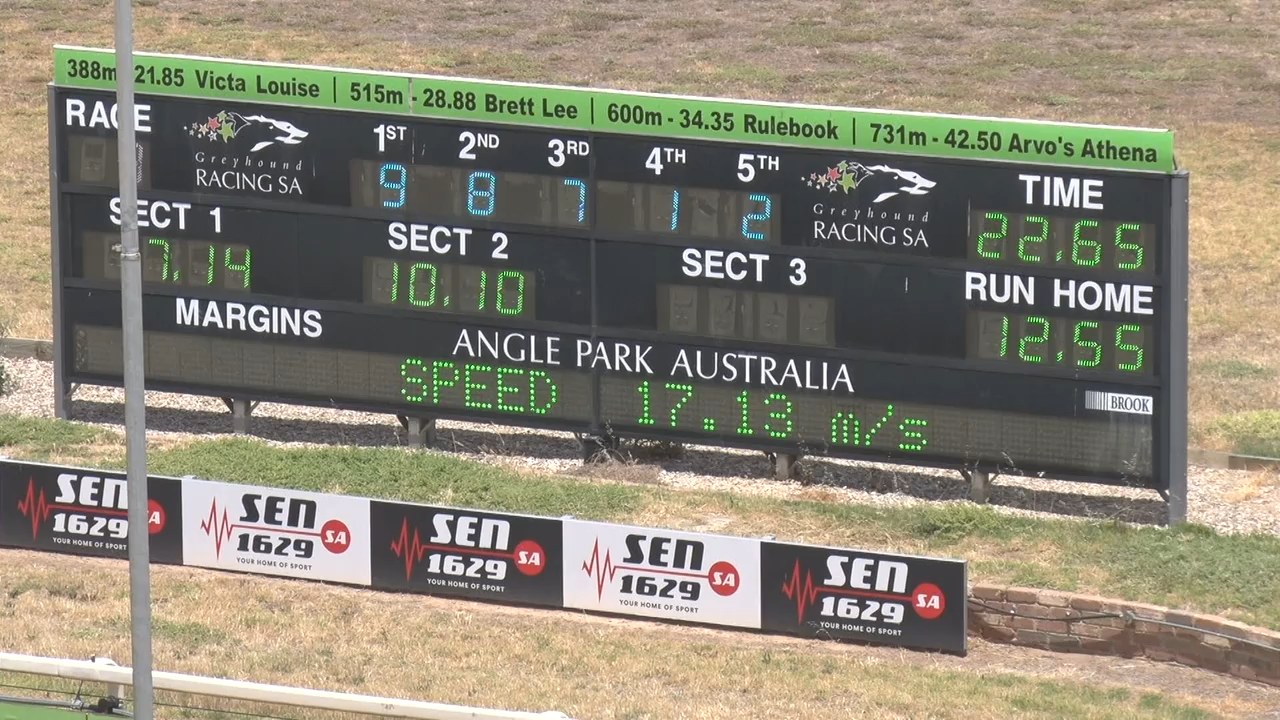 388m 21.85 Victa Louise | 515m - 28.88 Brett Lee | 600m - 34.35 Rulebook | 731m - 42.50 Arvo's Athena
RACE
Greyhound
RACING SA
1ST 2ND 3RD 4TH 5TH
9 8 7 1 2
Greyhound
RACING SA
TIME
22.65
SECT 1
7.14
SECT 2
10.10
SECT 3
RUN HOME
12.55
MARGINS
ANGLE PARK AUSTRALIA
SPEED 17.13 m/s
BROOK
SEN
1629 SA
YOUR HOME OF SPORT
SEN
1629 SA
YOUR HOME OF SPORT
SEN
1629 SA
YOUR HOME OF SPORT
SEN
1629 SA
YOUR HOME OF SPORT
SEN
1629 SA
YOUR HOME OF SPORT